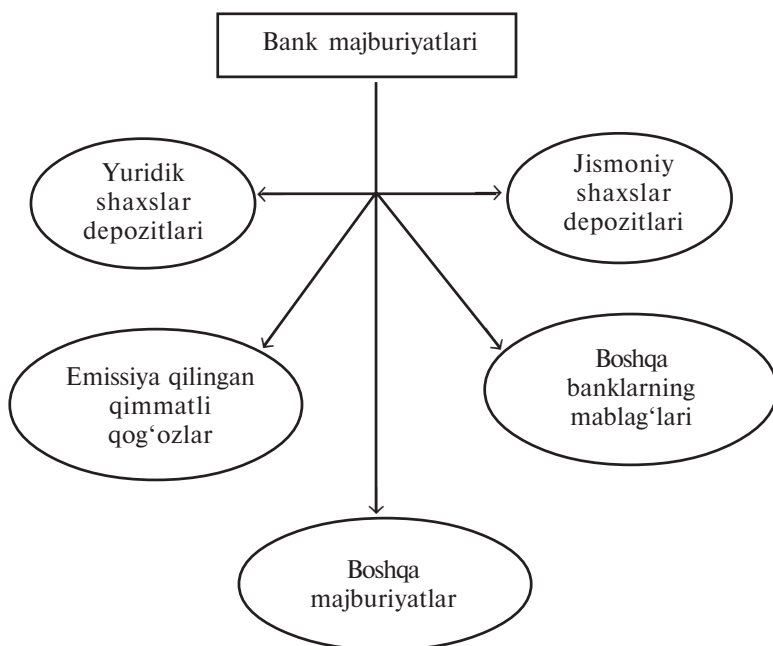 Bank majburiyatlari
Yuridik
shaxslar
depozitlari
Jismoniy
shaxslar
depozitlari
Emissiya qilingan
qimmatli
qog‘ozlar
Boshqa
banklarning
mablag‘lari
Boshqa
majburiyatlar